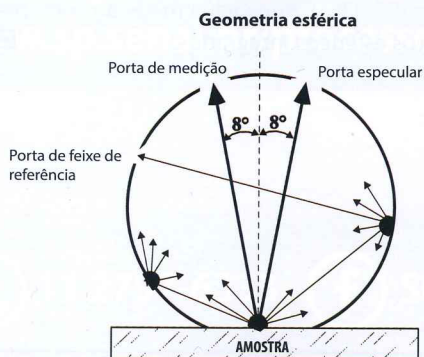 Geometria esférica
Porta de medição
Porta especular
8°
8°
Porta de feixe de
referência
AMOSTRA